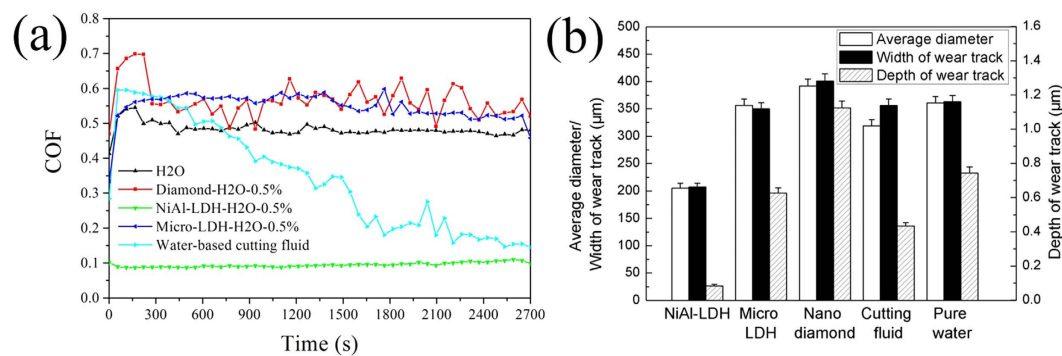 (a)
COF
0.8
0.7
0.6
0.5
0.4
0.3
0.2
0.1
0.0
H2O
Diamond-H2O-0.5%
NiAl-LDH-H2O-0.5%
Micro-LDH-H2O-0.5%
Water-based cutting fluid
0 300 600 900 1200 1500 1800 2100 2400 2700
Time (s)
(b)
Average diameter/
Width of wear track (μm)
500
450
400
350
300
250
200
150
100
50
0
Average diameter
Width of wear track
Depth of wear track
1.6
1.4
1.2
1.0
0.8
0.6
0.4
0.2
0.0
Depth of wear track (μm)
NiAl-LDH Micro Nano Cutting Pure
LDH diamond fluid water